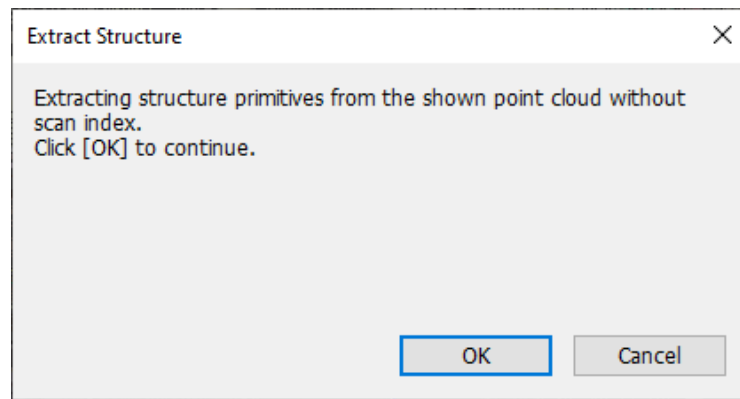 Extract Structure
Extracting structure primitives from the shown point cloud without
scan index.
Click [OK] to continue.
OK
Cancel